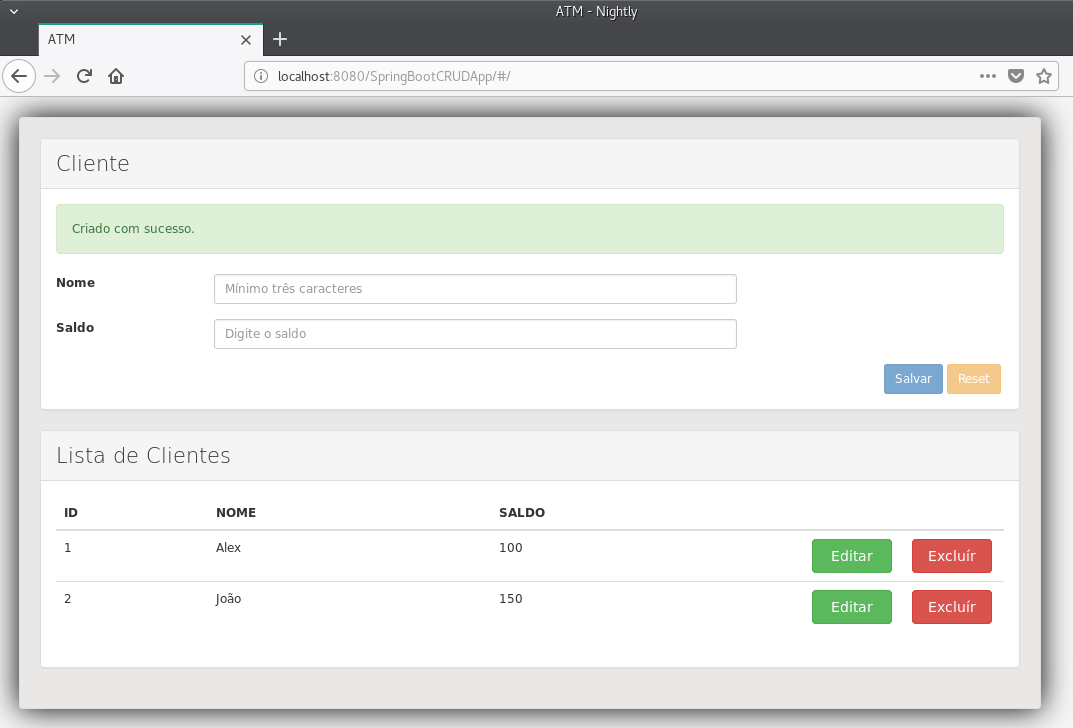 ATM - Nightly
ATM
localhost:8080/SpringBootCRUDApp/#/
Cliente
Criado com sucesso.
Nome
Mínimo três caracteres
Saldo
Digite o saldo
Salvar Reset
Lista de Clientes
ID NOME SALDO
1 Alex 100 Editar Excluír
2 João 150 Editar Excluír